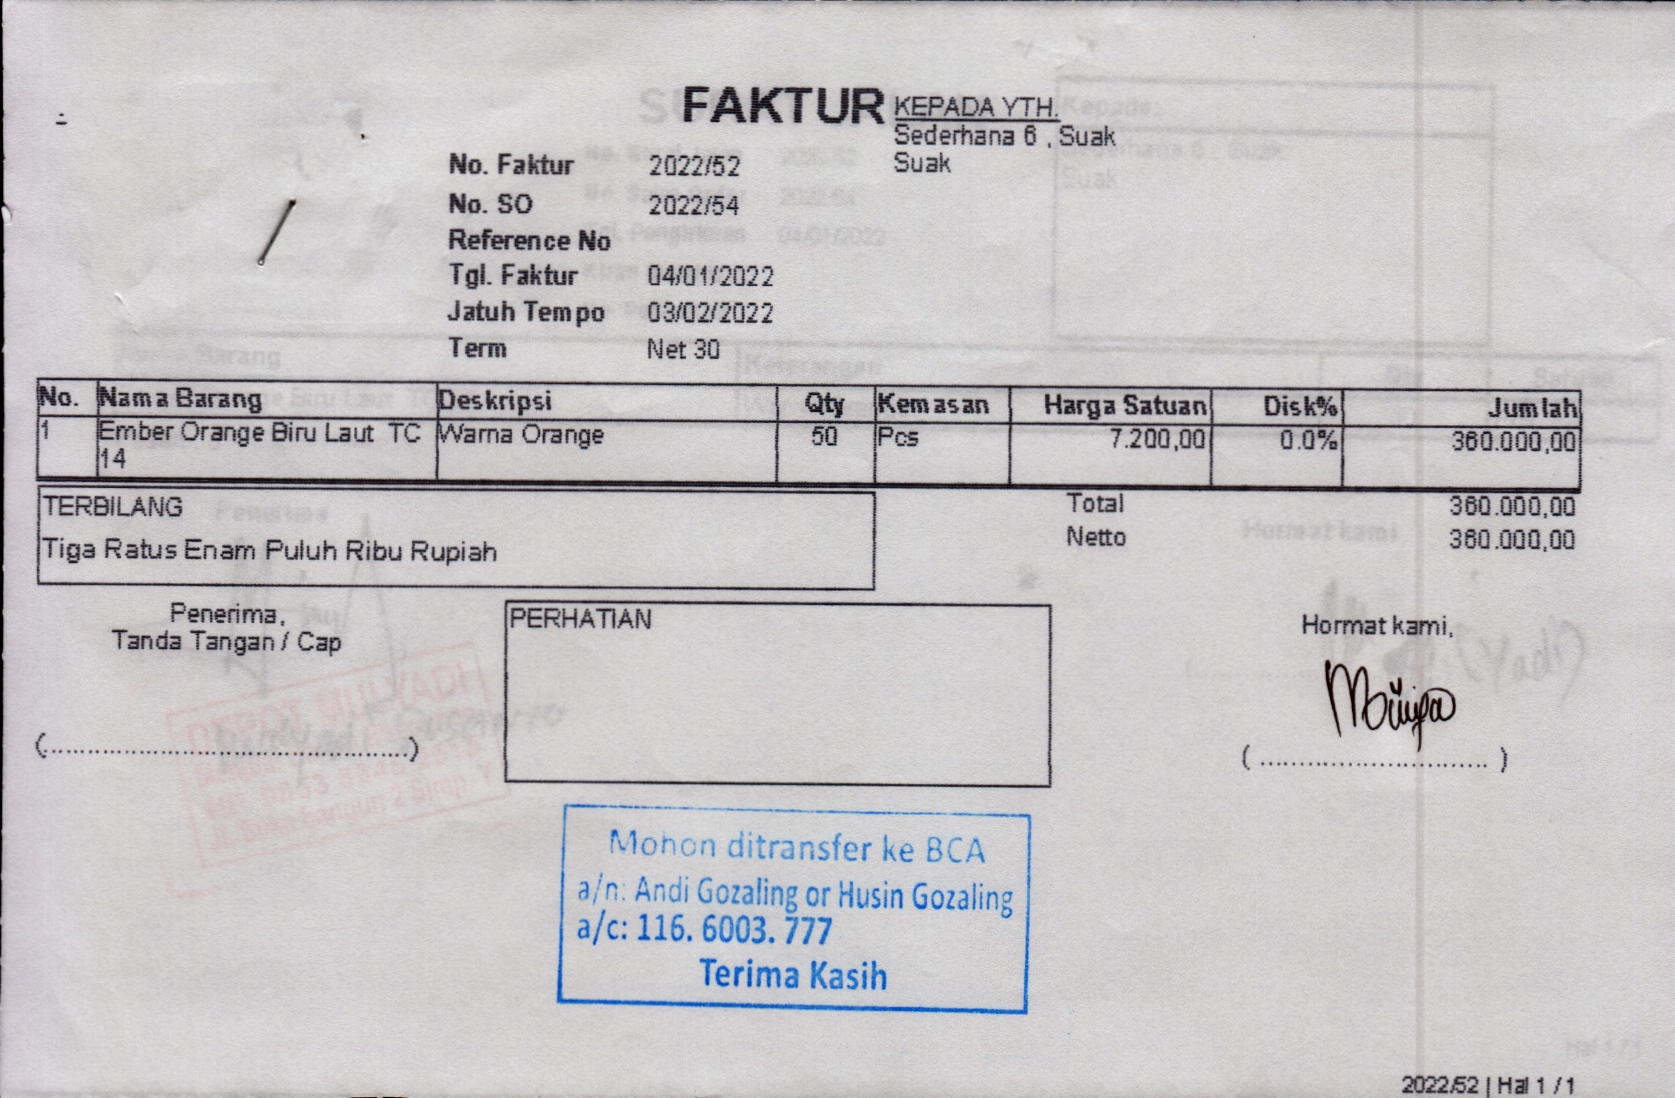 FAKTUR
KEPADA YTH.
Sederhana 6 , Suak
Suak
No. Faktur 2022/52
No. SO 2022/54
Reference No
Tgl. Faktur 04/01/2022
Jatuh Tempo 03/02/2022
Term Net 30
No. Nama Barang Deskripsi Qty Kemasan Harga Satuan Disk% Jumlah
1 Ember Orange Biru Laut TC Warna Orange 50 Pcs 7.200,00 0.0% 360.000,00
14
TERBILANG
Tiga Ratus Enam Puluh Ribu Rupiah
Total 360.000,00
Netto 360.000,00
Penerima,
Tanda Tangan / Cap
(..................................................)
PERHATIAN
Hormat kami,
( .............................. )
Mohon ditransfer ke BCA
a/n: Andi Gozaling or Husin Gozaling
a/c: 116. 6003. 777
Terima Kasih
2022/52 | Hal 1 / 1